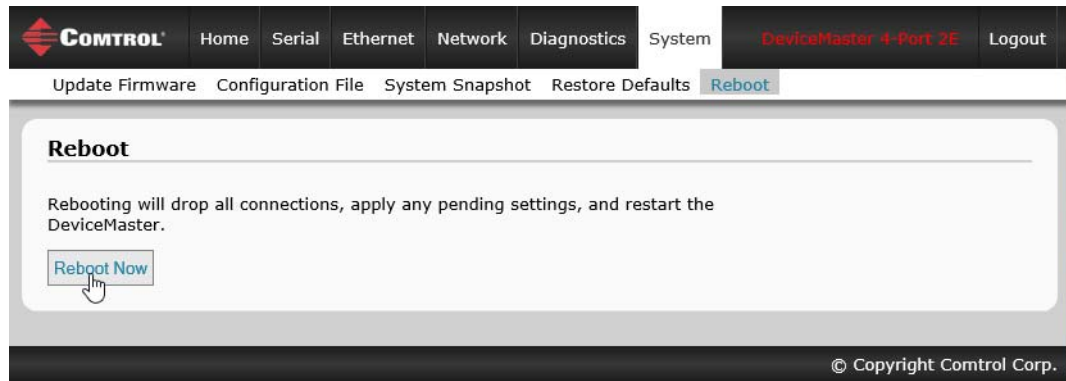 COMTROL Home Serial Ethernet Network Diagnostics System DeviceMaster 4-Port 2E Logout
Update Firmware Configuration File System Snapshot Restore Defaults Reboot
Reboot
Rebooting will drop all connections, apply any pending settings, and restart the
DeviceMaster.
Reboot Now
© Copyright Comtrol Corp.